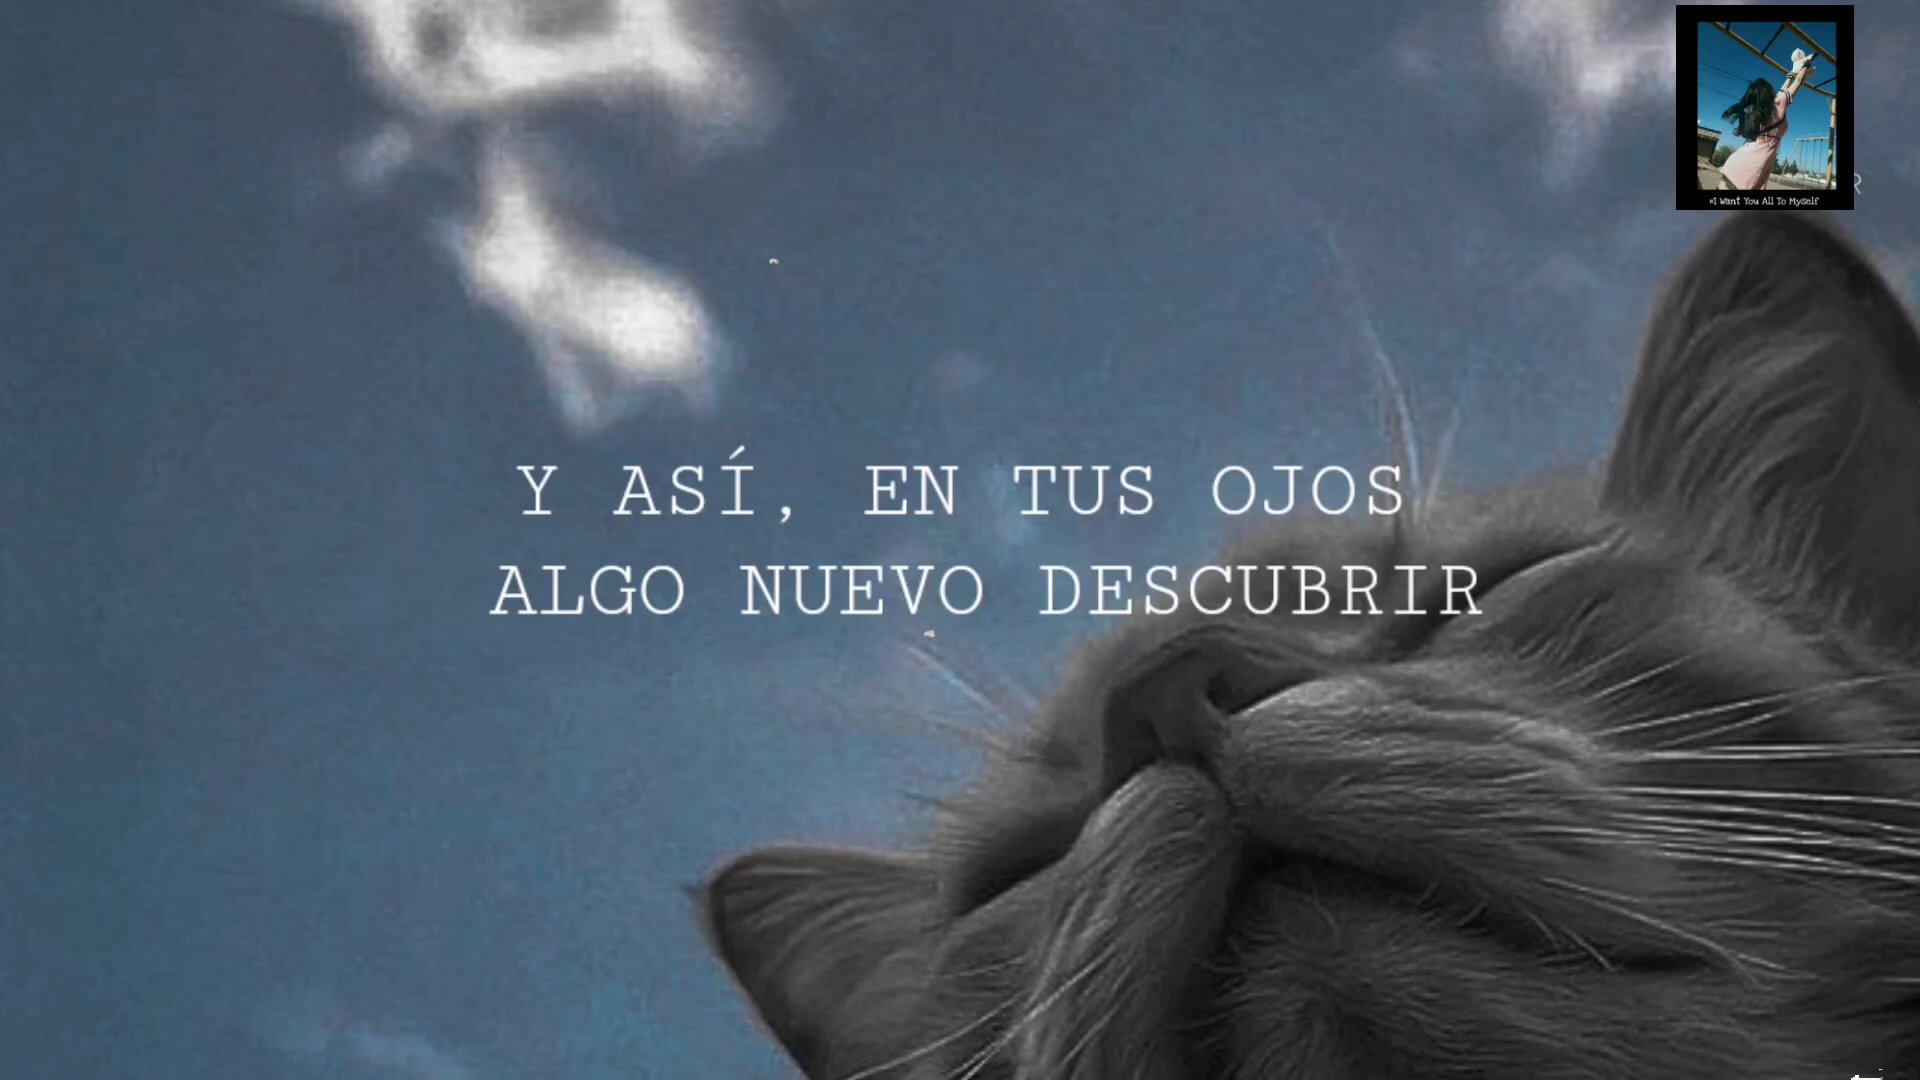 *I Want You All To Myself
R
Y ASÍ, EN TUS OJOS
ALGO NUEVO DESCUBRIR